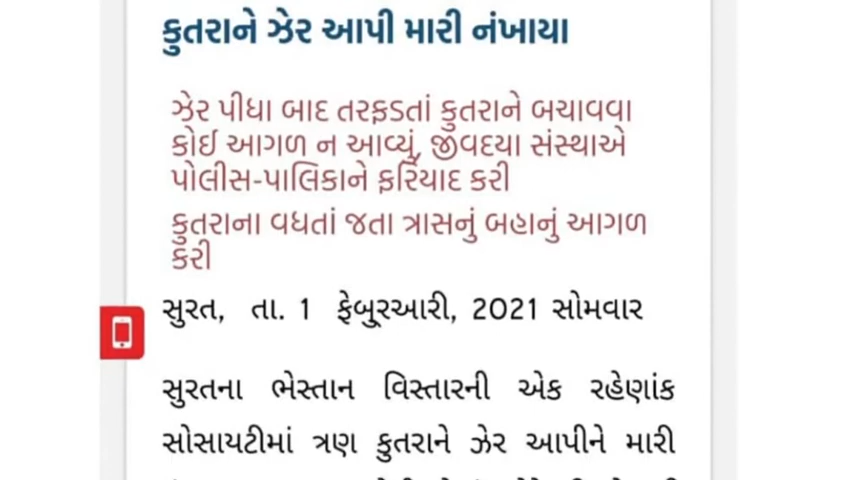 કુતરાને ઝેર આપી મારી નંખાયા
ઝેર પીધા બાદ તરફડતાં કુતરાને બચાવવા
કોઈ આગળ ન આવ્યું, જીવદયા સંસ્થાએ
પોલીસ-પાલિકાને ફરિયાદ કરી
કુતરાના વધતાં જતા ત્રાસનું બહાનું આગળ
કરી
સુરત, તા. 1 ફેબુ્રઆરી, 2021 સોમવાર
સુરતના ભેસ્તાન વિસ્તારની એક રહેણાંક
સોસાયટીમાં ત્રણ કુતરાને ઝેર આપીને મારી